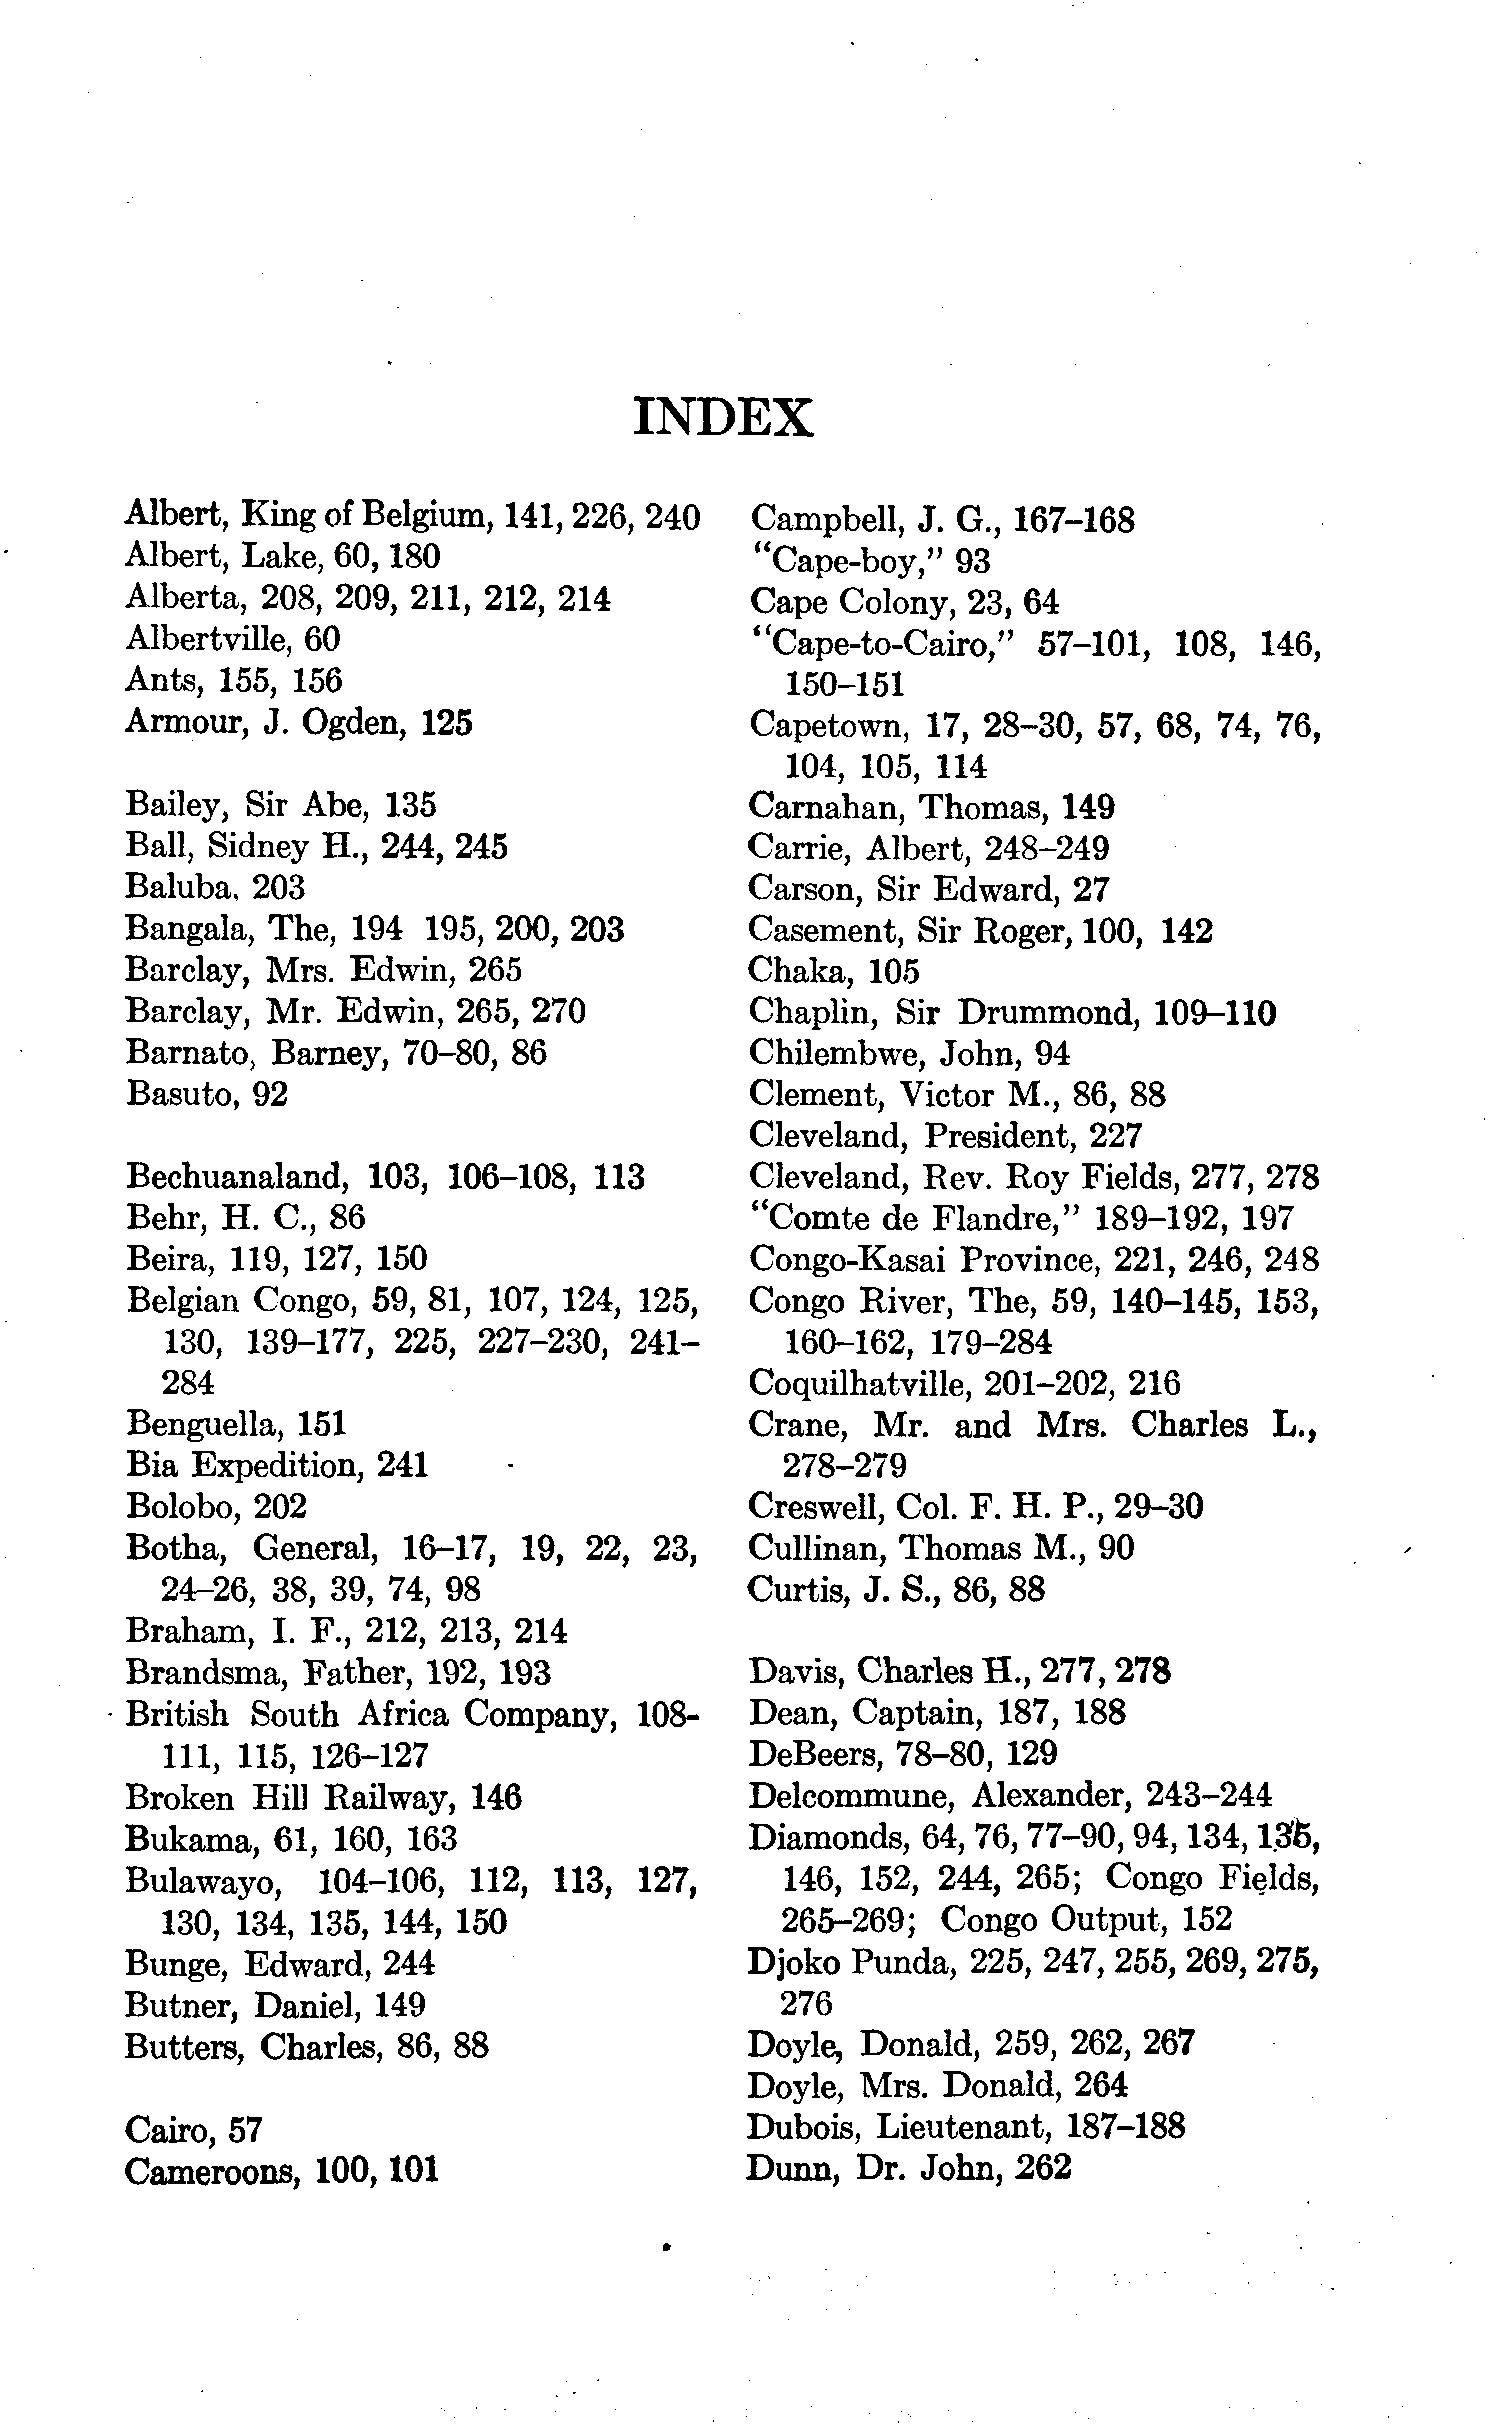 INDEX
Albert, King of Belgium, 141, 226, 240
Albert, Lake, 60, 180
Alberta, 208, 209, 211, 212, 214
Albertville, 60
Ants, 155, 156
Armour, J. Ogden, 125
Bailey, Sir Abe, 135
Ball, Sidney H., 244, 245
Baluba. 203
Bangala, The, 194 195, 200, 203
Barclay, Mrs. Edwin, 265
Barclay, Mr. Edwin, 265, 270
Barnato, Barney, 70–80, 86
Basuto, 92
Bechuanaland, 103, 106–108, 113
Behr, H. C., 86
Beira, 119, 127, 150
Belgian Congo, 59, 81, 107, 124, 125,
130, 139–177, 225, 227–230, 241–
284
Benguella, 151
Bia Expedition, 241
Bolobo, 202
Botha, General, 16–17, 19, 22, 23,
24–26, 38, 39, 74, 98
Braham, I. F., 212, 213, 214
Brandsma, Father, 192, 193
British South Africa Company, 108-
111, 115, 126–127
Broken Hill Railway, 146
Bukama, 61, 160, 163
Bulawayo, 104–106, 112, 113, 127,
130, 134, 135, 144, 150
Bunge, Edward, 244
Butner, Daniel, 149
Butters, Charles, 86, 88
Cairo, 57
Cameroons, 100, 101
Campbell, J. G., 167–168
"Cape-boy," 93
Cape Colony, 23, 64
"Cape-to-Cairo," 57–101, 108, 146,
150–151
Capetown, 17, 28–30, 57, 68, 74, 76,
104, 105, 114
Carnahan, Thomas, 149
Carrie, Albert, 248–249
Carson, Sir Edward, 27
Casement, Sir Roger, 100, 142
Chaka, 105
Chaplin, Sir Drummond, 109–110
Chilembwe, John, 94
Clement, Victor M., 86, 88
Cleveland, President, 227
Cleveland, Rev. Roy Fields, 277, 278
"Comte de Flandre," 189–192, 197
Congo-Kasai Province, 221, 246, 248
Congo River, The, 59, 140–145, 153,
160–162, 179–284
Coquilhatville, 201–202, 216
Crane, Mr. and Mrs. Charles L.,
278–279
Creswell, Col. F. H. P., 29–30
Cullinan, Thomas M., 90
Curtis, J. S., 86, 88
Davis, Charles H., 277, 278
Dean, Captain, 187, 188
DeBeers, 78–80, 129
Delcommune, Alexander, 243–244
Diamonds, 64, 76, 77–90, 94, 134, 135,
146, 152, 244, 265; Congo Fields,
265–269; Congo Output, 152
Djoko Punda, 225, 247, 255, 269, 275,
276
Doyle, Donald, 259, 262, 267
Doyle, Mrs. Donald, 264
Dubois, Lieutenant, 187–188
Dunn, Dr. John, 262